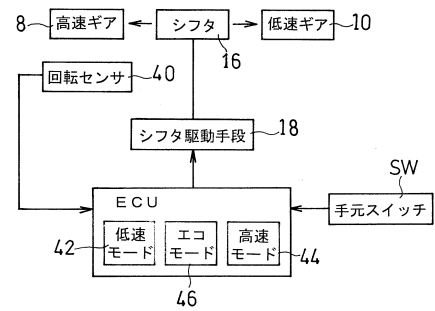 8 高速ギア シフタ 低速ギア 10
16
回転センサ 40
シフタ駆動手段 18
SW
ECU
手元スイッチ
42 低速モード エコモード 高速モード 44
46